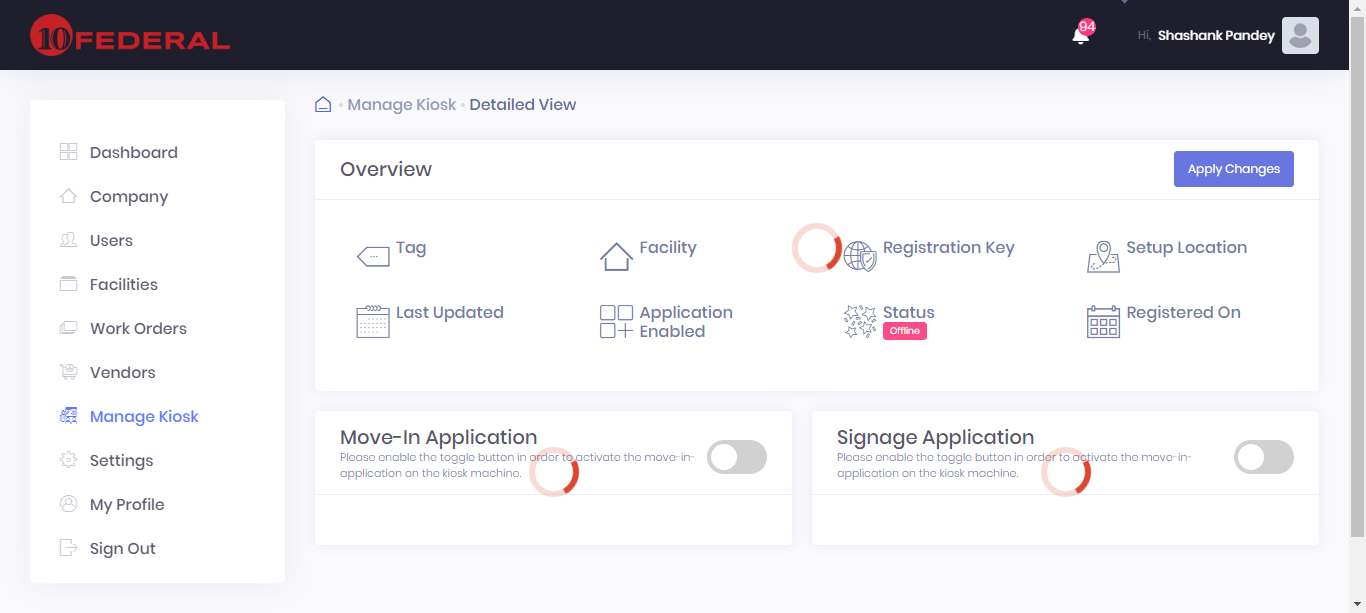 10 FEDERAL
94
Hi, Shashank Pandey
Manage Kiosk Detailed View
Dashboard
Company
Users
Facilities
Work Orders
Vendors
Manage Kiosk
Settings
My Profile
Sign Out
Overview
Apply Changes
Tag
Facility
Registration Key
Setup Location
Last Updated
Application
Enabled
Status
Offline
Registered On
Move-In Application
Please enable the toggle button in order to activate the move-in-
application on the kiosk machine.
Signage Application
Please enable the toggle button in order to activate the move-in-
application on the kiosk machine.